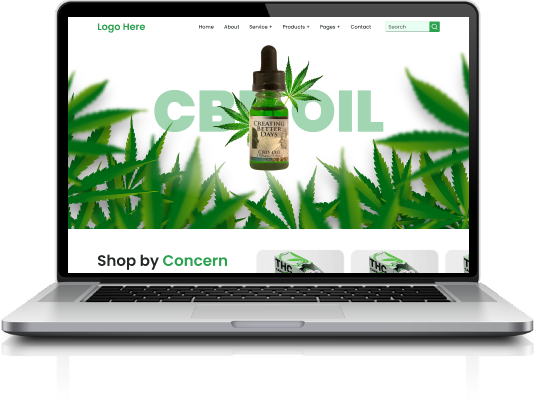 Logo Here
Home About Service + Products + Pages + Contact Search
CBD OIL
CREATING
BETTER
DAYS
CBD OIL
Shop by Concern
THC
THC